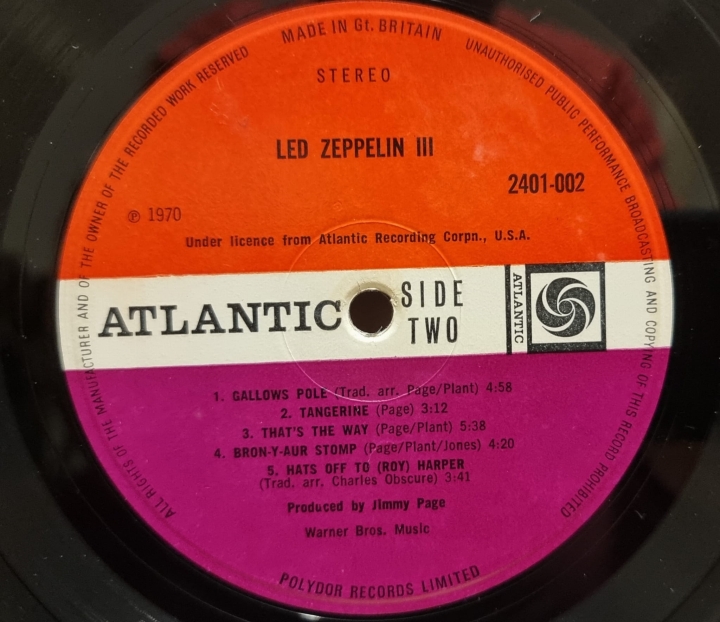 MADE IN Gt. BRITAIN
ALL RIGHTS OF THE MANUFACTURER AND OF THE OWNER OF THE RECORDED WORK RESERVED
UNAUTHORISED PUBLIC PERFORMANCE BROADCASTING AND COPYING OF THIS RECORD PROHIBITED
STEREO
LED ZEPPELIN III
2401-002
℗ 1970
Under licence from Atlantic Recording Corpn., U.S.A.
ATLANTIC
SIDE
TWO
ATLANTIC
1. GALLOWS POLE (Trad. arr. Page/Plant) 4:58
2. TANGERINE (Page) 3:12
3. THAT'S THE WAY (Page/Plant) 5:38
4. BRON-Y-AUR STOMP (Page/Plant/Jones) 4:20
5. HATS OFF TO (ROY) HARPER
(Trad. arr. Charles Obscure) 3:41
Produced by Jimmy Page
Warner Bros. Music
POLYDOR RECORDS LIMITED